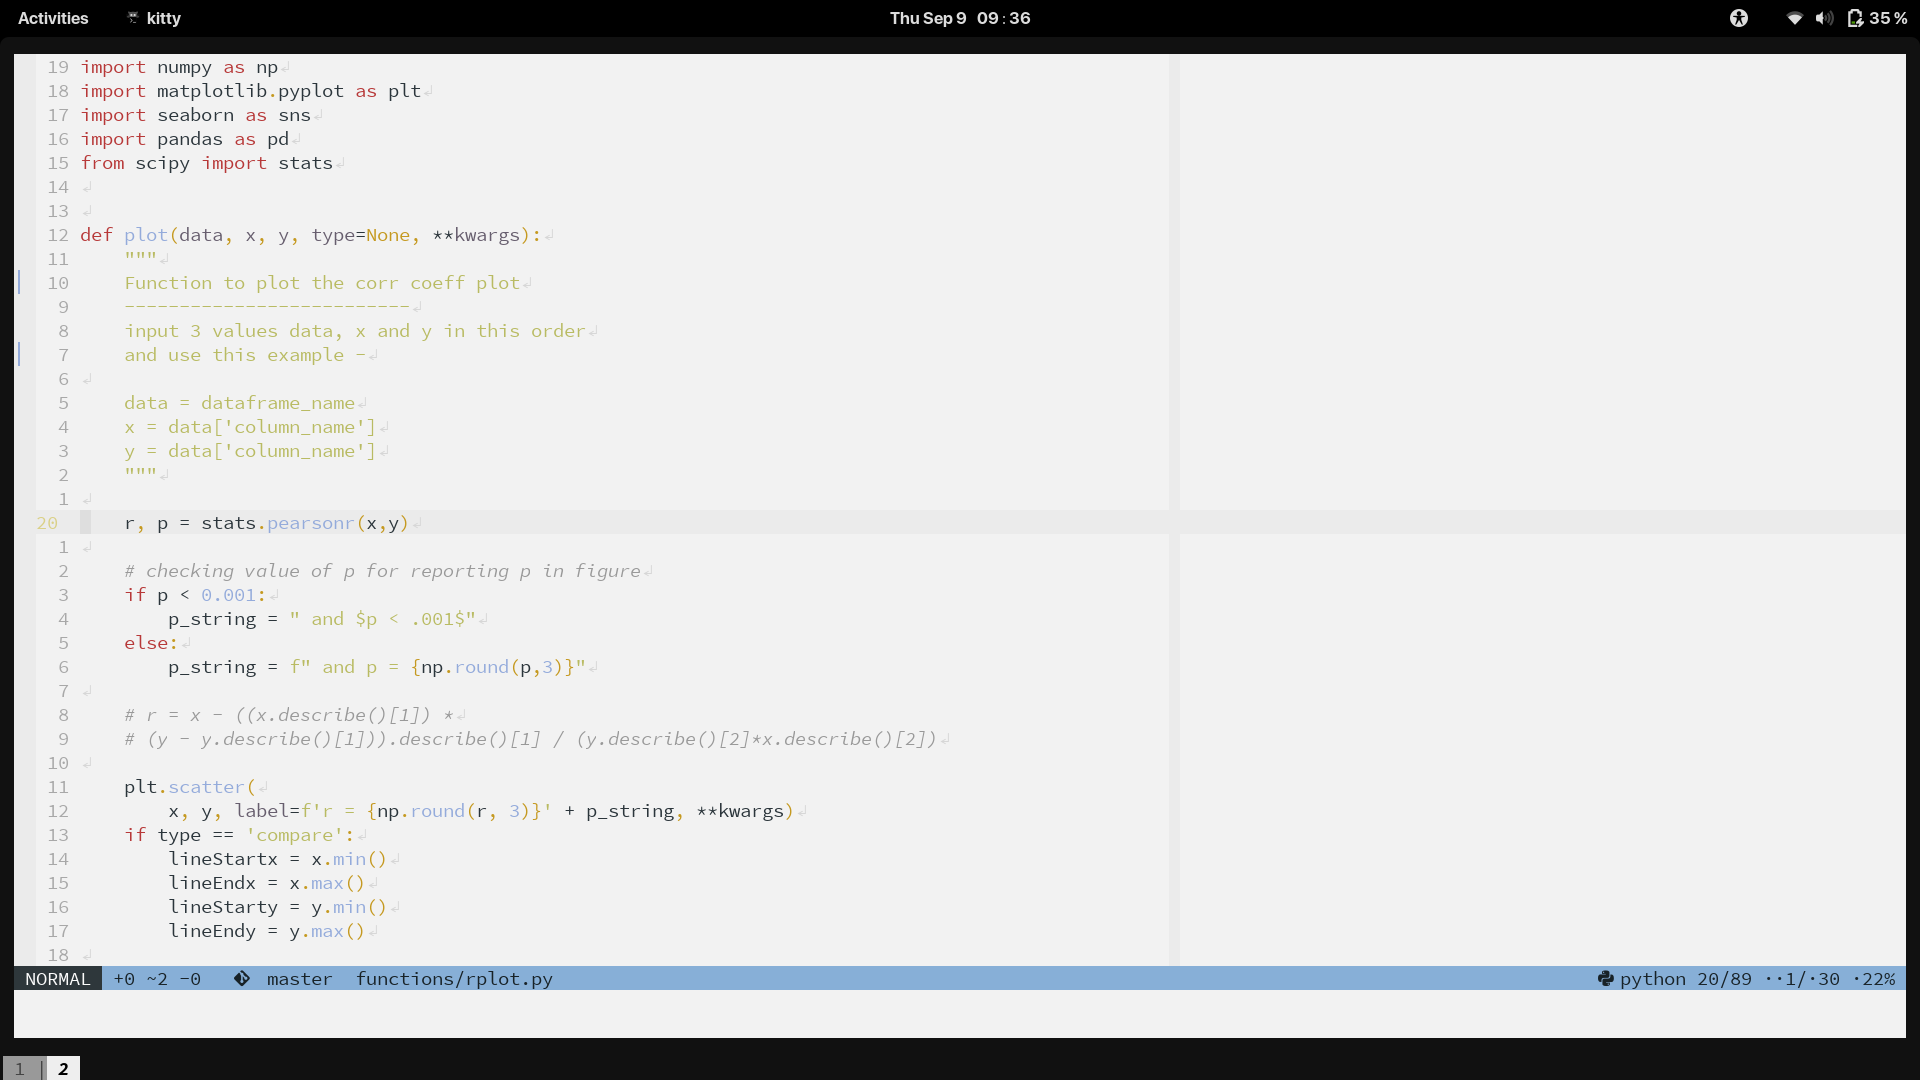 Activities kitty Thu Sep 9 09:36 35 %
19 import numpy as np
18 import matplotlib.pyplot as plt
17 import seaborn as sns
16 import pandas as pd
15 from scipy import stats
14
13
12 def plot(data, x, y, type=None, **kwargs):
11     """
10     Function to plot the corr coeff plot
9     --------------------------
8     input 3 values data, x and y in this order
7     and use this example -
6
5     data = dataframe_name
4     x = data['column_name']
3     y = data['column_name']
2     """
1
20     r, p = stats.pearsonr(x,y)
1
2     # checking value of p for reporting p in figure
3     if p < 0.001:
4         p_string = " and $p < .001$"
5     else:
6         p_string = f" and p = {np.round(p,3)}"
7
8     # r = x - ((x.describe()[1]) *
9     # (y - y.describe()[1])).describe()[1] / (y.describe()[2]*x.describe()[2])
10
11     plt.scatter(
12         x, y, label=f'r = {np.round(r, 3)}' + p_string, **kwargs)
13     if type == 'compare':
14         lineStartx = x.min()
15         lineEndx = x.max()
16         lineStarty = y.min()
17         lineEndy = y.max()
18
NORMAL +0 ~2 -0 master functions/rplot.py python 20/89 ··1/·30 ·22%
1 | 2